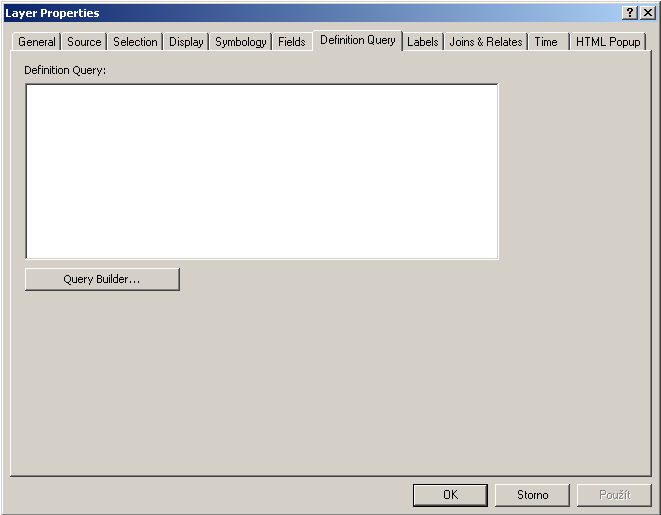 Layer Properties
General Source Selection Display Symbology Fields Definition Query Labels Joins & Relates Time HTML Popup
Definition Query:
Query Builder...
OK Storno Použít